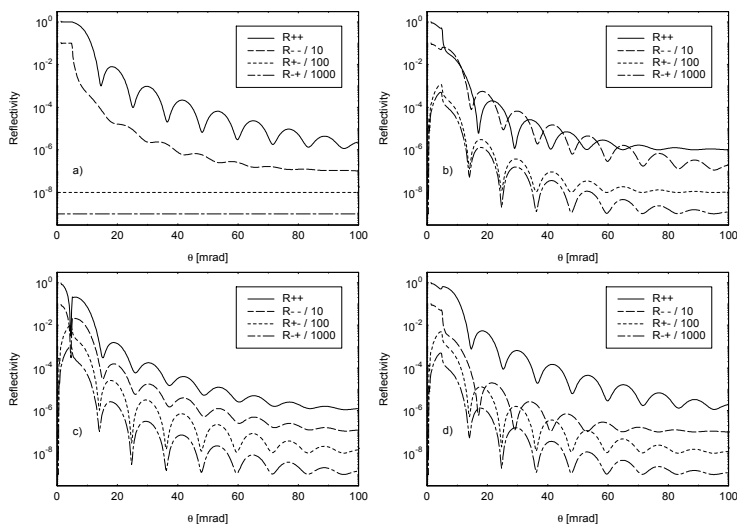 R++
R- - / 10
R+- / 100
R-+ / 1000
10^0
10^-2
10^-4
10^-6
10^-8
Reflectivity
a)
0 20 40 60 80 100
θ [mrad]
R++
R- - / 10
R+- / 100
R-+ / 1000
10^0
10^-2
10^-4
10^-6
10^-8
Reflectivity
b)
0 20 40 60 80 100
θ [mrad]
R++
R- - / 10
R+- / 100
R-+ / 1000
10^0
10^-2
10^-4
10^-6
10^-8
Reflectivity
c)
0 20 40 60 80 100
θ [mrad]
R++
R- - / 10
R+- / 100
R-+ / 1000
10^0
10^-2
10^-4
10^-6
10^-8
Reflectivity
d)
0 20 40 60 80 100
θ [mrad]